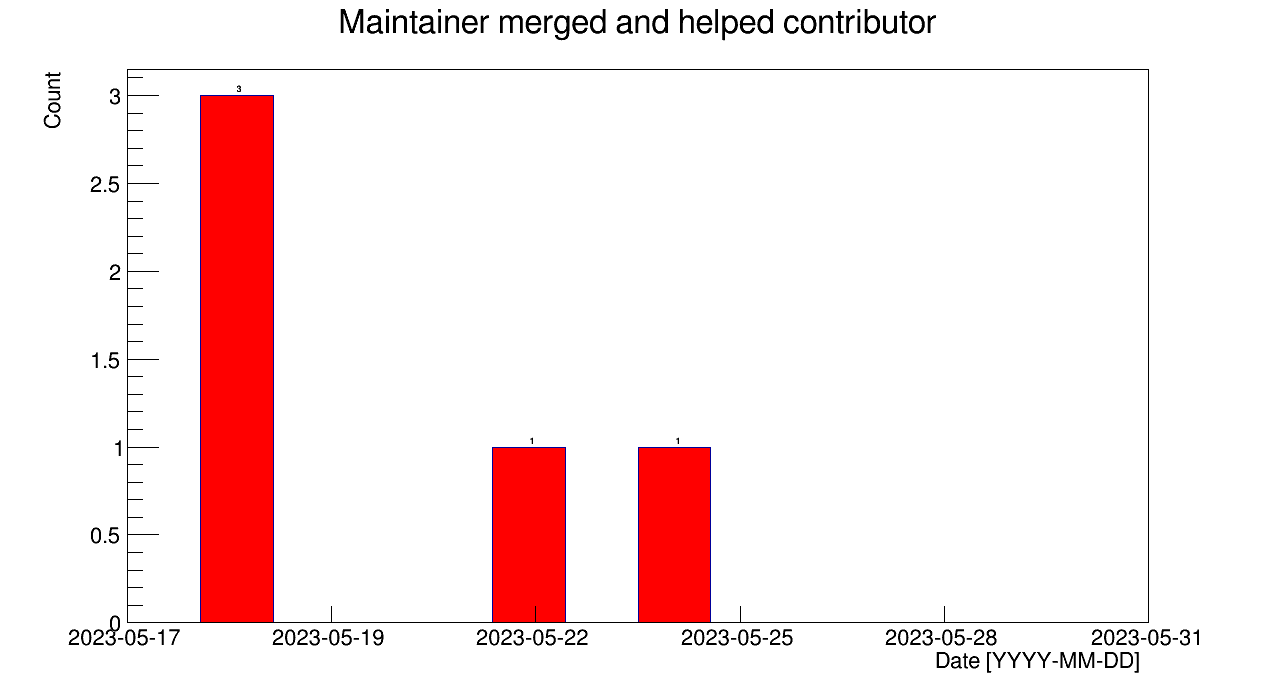 Maintainer merged and helped contributor
Count
3
2.5
2
1.5
1
0.5
0
3
1
1
2023-05-17 2023-05-19 2023-05-22 2023-05-25 2023-05-28 2023-05-31
Date [YYYY-MM-DD]